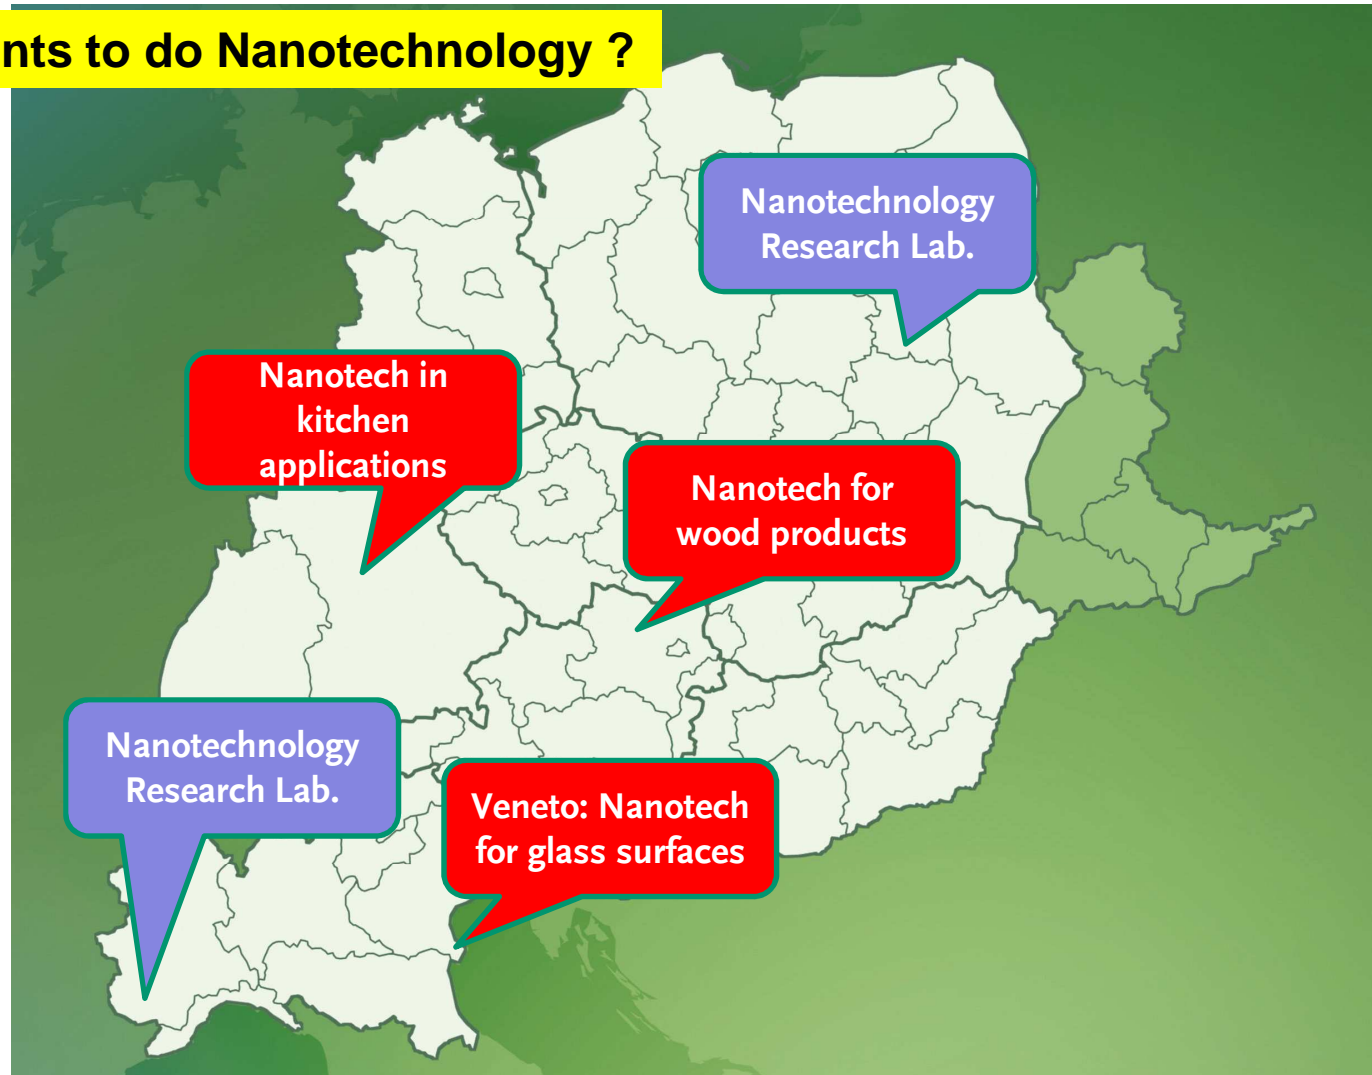 nts to do Nanotechnology ?
Nanotechnology
Research Lab.
Nanotech in
kitchen
applications
Nanotech for
wood products
Nanotechnology
Research Lab.
Veneto: Nanotech
for glass surfaces